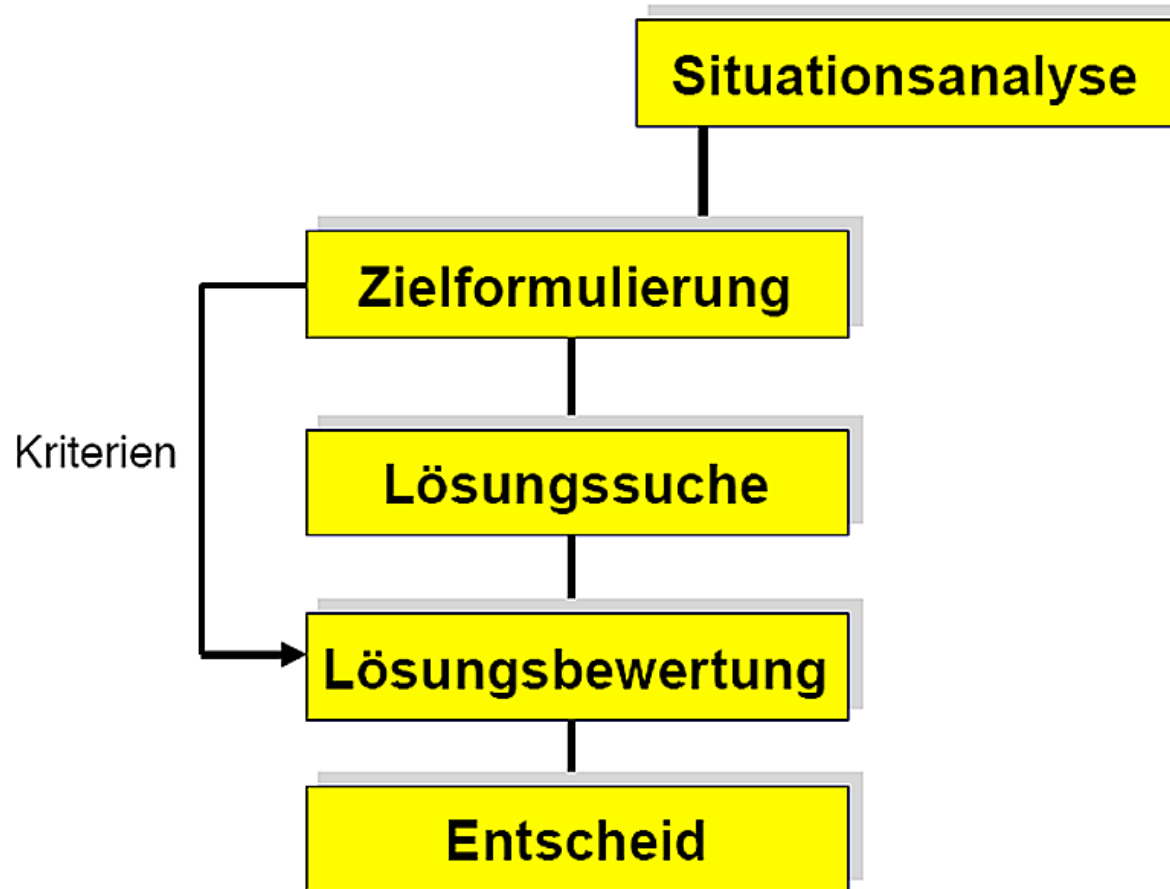 Situationsanalyse
Zielformulierung
Kriterien
Lösungssuche
Lösungsbewertung
Entscheid